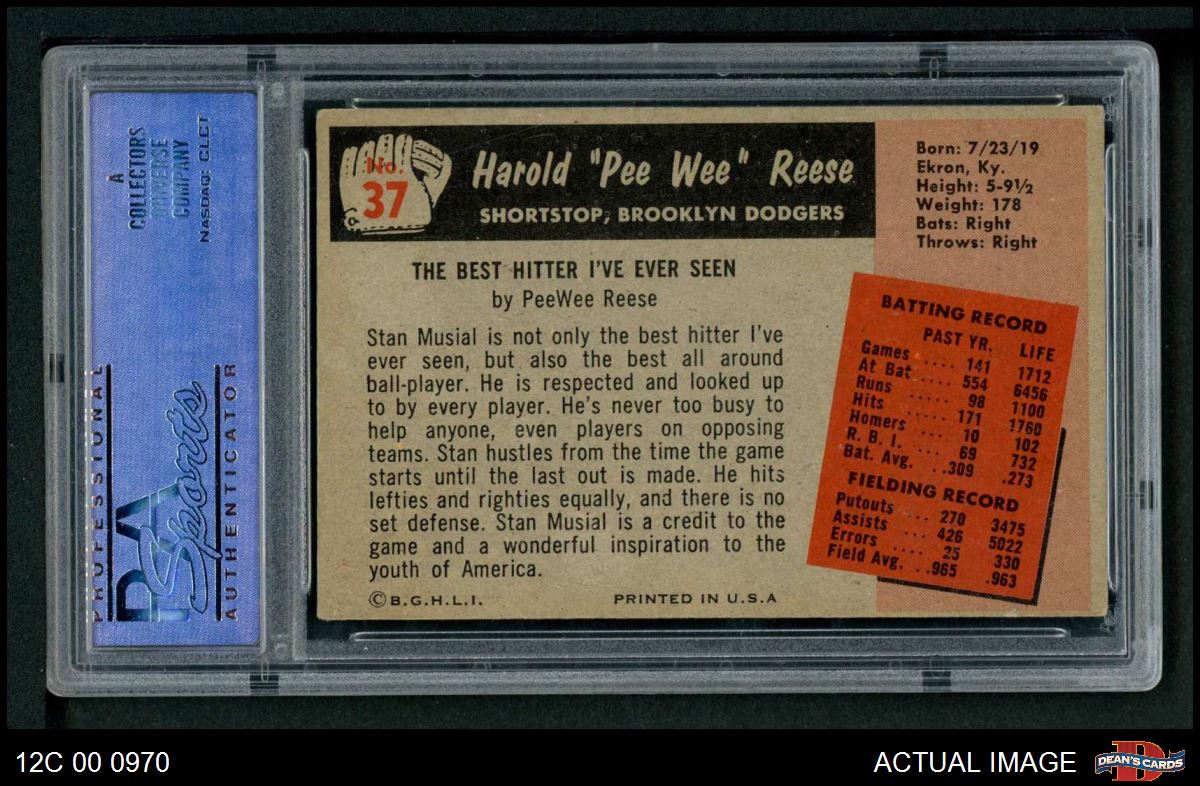 A
COLLECTORS
UNIVERSE
COMPANY
NASDAQ: CLCT
PROFESSIONAL
PSA
Sports
AUTHENTICATOR
No.
37
Harold "Pee Wee" Reese
SHORTSTOP, BROOKLYN DODGERS
Born: 7/23/19
Ekron, Ky.
Height: 5-9½
Weight: 178
Bats: Right
Throws: Right
THE BEST HITTER I'VE EVER SEEN
by PeeWee Reese
Stan Musial is not only the best hitter I've
ever seen, but also the best all around
ball-player. He is respected and looked up
to by every player. He's never too busy to
help anyone, even players on opposing
teams. Stan hustles from the time the game
starts until the last out is made. He hits
lefties and righties equally, and there is no
set defense. Stan Musial is a credit to the
game and a wonderful inspiration to the
youth of America.
©B.G.H.L.I. PRINTED IN U.S.A
BATTING RECORD
PAST YR. LIFE
Games .... 141 1712
At Bat ..... 554 6456
Runs ...... 98 1100
Hits ...... 171 1760
Homers .... 10 102
R. B. I. .... 69 732
Bat. Avg. ... .309 .273
FIELDING RECORD
Putouts .... 270 3475
Assists .... 426 5022
Errors .... 25 330
Field Avg. .. .965 .963
12C 00 0970
ACTUAL IMAGE
D
DEAN'S CARDS